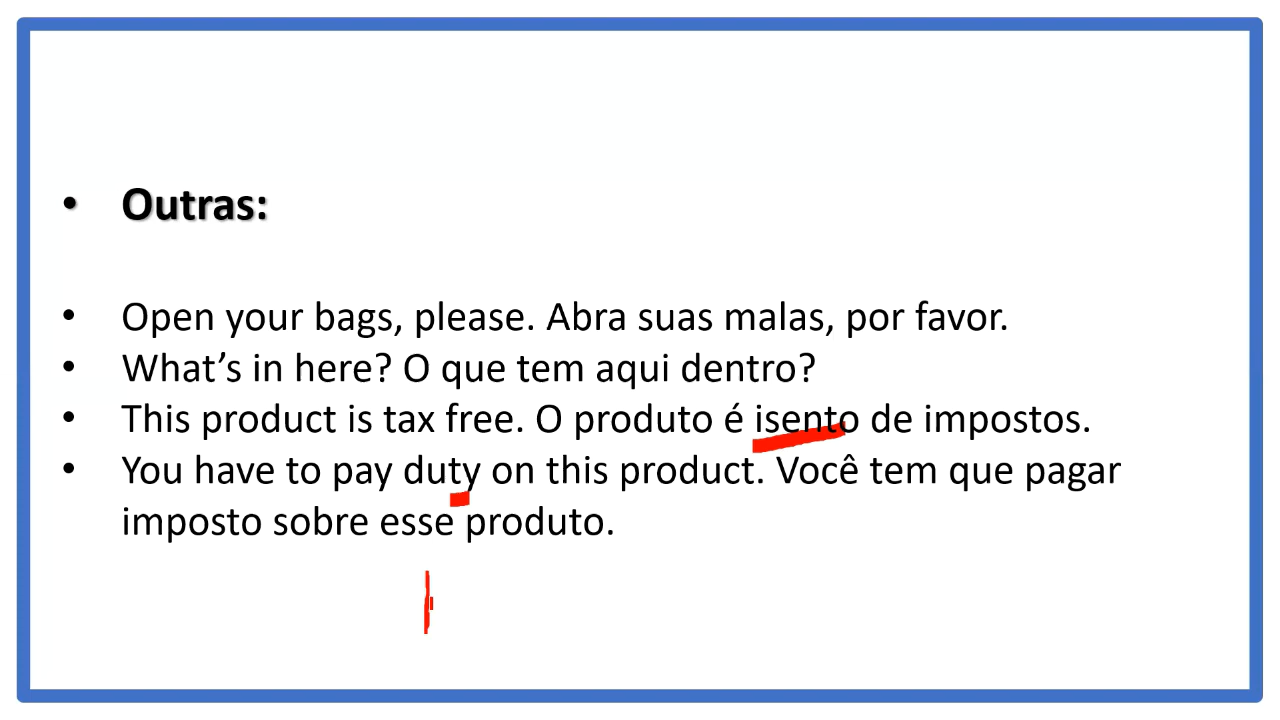 • Outras:
• Open your bags, please. Abra suas malas, por favor.
• What’s in here? O que tem aqui dentro?
• This product is tax free. O produto é isento de impostos.
• You have to pay duty on this product. Você tem que pagar
imposto sobre esse produto.